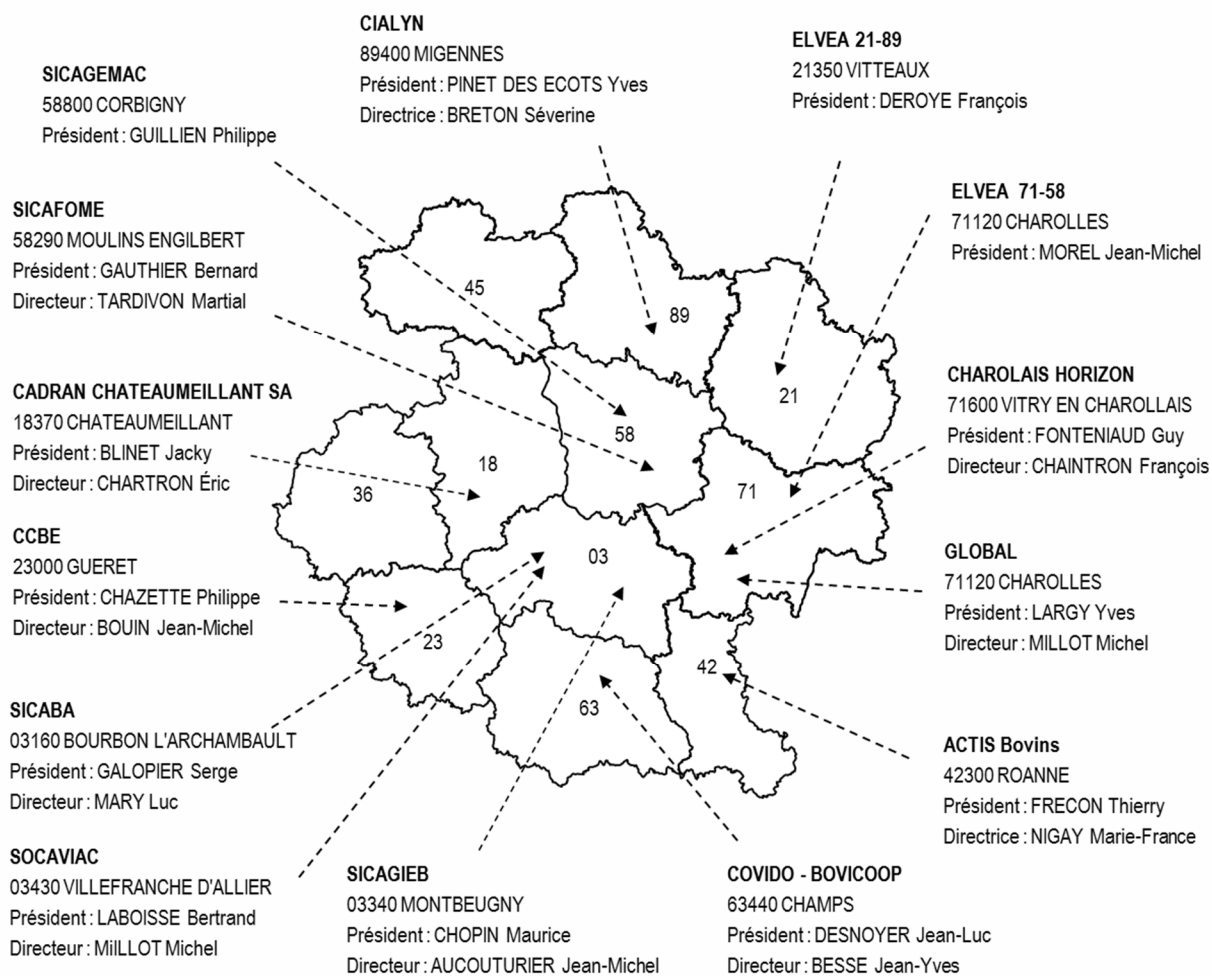 CIALYN
89400 MIGENNES
Président : PINET DES ECOTS Yves
Directrice : BRETON Séverine
ELVEA 21-89
21350 VITTEAUX
Président : DEROYE François
SICAGEMAC
58800 CORBIGNY
Président : GUILLIEN Philippe
ELVEA 71-58
71120 CHAROLLES
Président : MOREL Jean-Michel
SICAFOME
58290 MOULINS ENGILBERT
Président : GAUTHIER Bernard
Directeur : TARDIVON Martial
CADRAN CHATEAUMEILLANT SA
18370 CHATEAUMEILLANT
Président : BLINET Jacky
Directeur : CHARTRON Éric
CHAROLAIS HORIZON
71600 VITRY EN CHAROLLAIS
Président : FONTENIAUD Guy
Directeur : CHAINTRON François
CCBE
23000 GUERET
Président : CHAZETTE Philippe
Directeur : BOUIN Jean-Michel
GLOBAL
71120 CHAROLLES
Président : LARGY Yves
Directeur : MILLOT Michel
45
89
21
58
18
71
36
03
23
42
63
SICABA
03160 BOURBON L'ARCHAMBAULT
Président : GALOPIER Serge
Directeur : MARY Luc
ACTIS Bovins
42300 ROANNE
Président : FRECON Thierry
Directrice : NIGAY Marie-France
SOCAVIAC
03430 VILLEFRANCHE D'ALLIER
Président : LABOISSE Bertrand
Directeur : MilLLOT Michel
SICAGIEB
03340 MONTBEUGNY
Président : CHOPIN Maurice
Directeur : AUCOUTURIER Jean-Michel
COVIDO - BOVICOOP
63440 CHAMPS
Président : DESNOYER Jean-Luc
Directeur : BESSE Jean-Yves